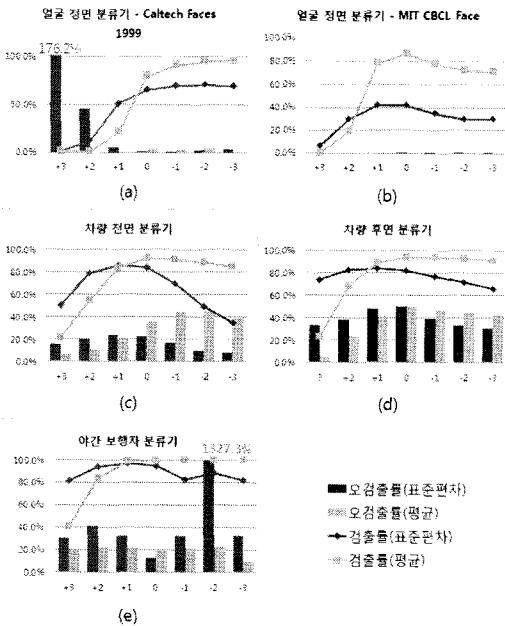 얼굴 정면 분류기 - Caltech Faces
1999
176.2%
100.0%
50.0%
0.0%
+3 +2 +1 0 -1 -2 -3
(a)
얼굴 정면 분류기 - MIT CBCL Face
100.0%
80.0%
60.0%
40.0%
20.0%
0.0%
+3 +2 +1 0 -1 -2 -3
(b)
차량 전면 분류기
100.0%
80.0%
60.0%
40.0%
20.0%
0.0%
+3 +2 +1 0 -1 -2 -3
(c)
차량 후면 분류기
100.0%
80.0%
60.0%
40.0%
20.0%
0.0%
+2 +1 0 -1 -2 -3
(d)
야간 보행자 분류기
1327.3%
100.0%
80.0%
60.0%
40.0%
20.0%
0.0%
+3 +2 +1 0 -1 -2 -3
(e)
오검출률(표준편차)
오검출률(평균)
검출률(표준편차)
검출률(평균)